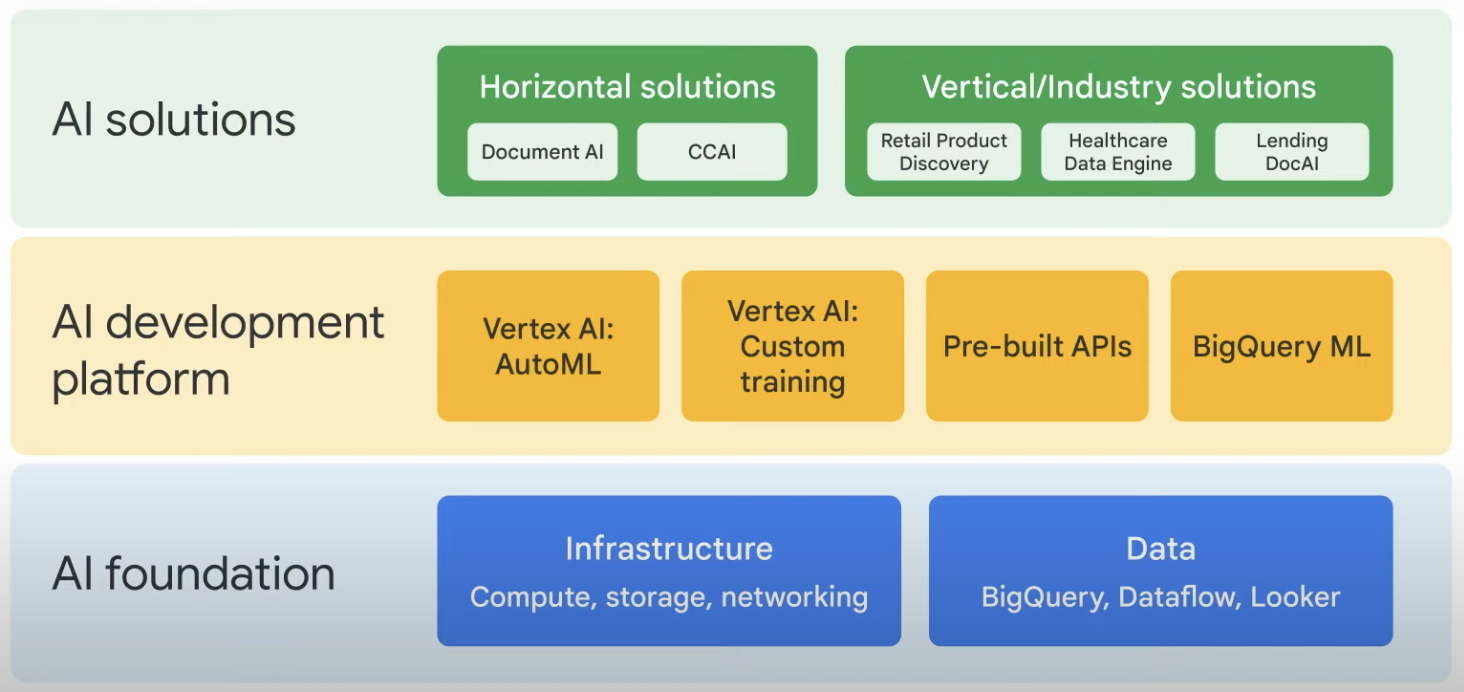 AI solutions
Horizontal solutions
Document AI
CCAI
Vertical/Industry solutions
Retail Product
Discovery
Healthcare
Data Engine
Lending
DocAI
AI development
platform
Vertex AI:
AutoML
Vertex AI:
Custom
training
Pre-built APIs
BigQuery ML
AI foundation
Infrastructure
Compute, storage, networking
Data
BigQuery, Dataflow, Looker